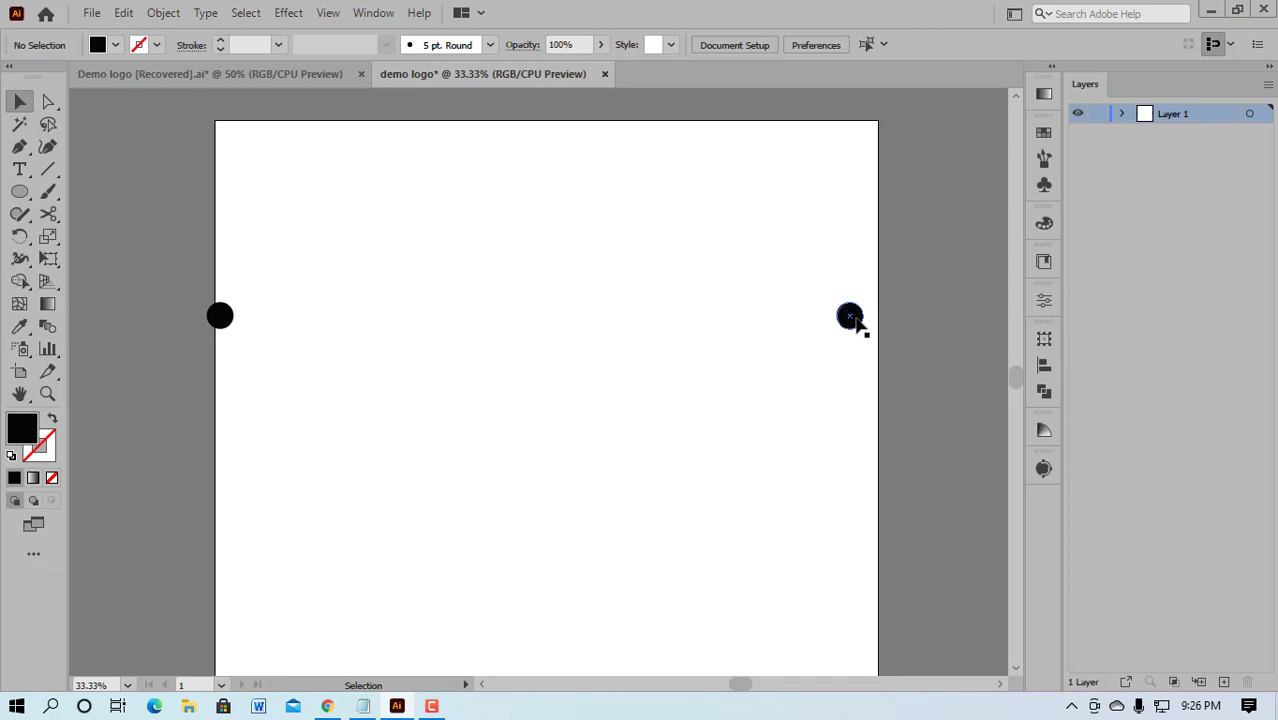 Ai File Edit Object Type Select Effect View Window Help Search Adobe Help
No Selection Stroke: 5 pt. Round Opacity: 100% Style: Document Setup Preferences
Demo logo [Recovered].ai* @ 50% (RGB/CPU Preview) × demo logo* @ 33.33% (RGB/CPU Preview) ×
Layers
Layer 1
33.33% 1 Selection 1 Layer
9:26 PM